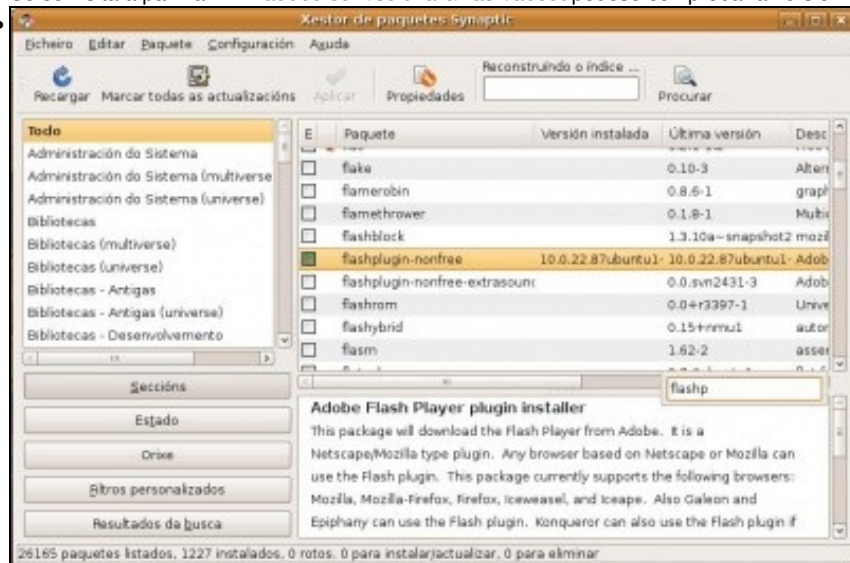 Xestor de paquetes Synaptic
Ficheiro Editar Paquete Configuración Axuda
Reconstruíndo o índice ...
Recargar Marcar todas as actualizacións Aplicar Propiedades Procurar
Todo
Administración do Sistema
Administración do Sistema (multiverse
Administración do Sistema (universe)
Bibliotecas
Bibliotecas (multiverse)
Bibliotecas (universe)
Bibliotecas - Antigas
Bibliotecas - Antigas (universe)
Bibliotecas - Desenvolvemento
Seccións
Estado
Orixe
Filtros personalizados
Resultados da busca
E Paquete Versión instalada Última versión Desc
flake 0.10-3 Altern
flamerobin 0.8.6-1 graph
flamethrower 0.1.8-1 Multi
flashblock 1.3.10a~snapshot2 mozil
flashplugin-nonfree 10.0.22.87ubuntu1- 10.0.22.87ubuntu1- Adob
flashplugin-nonfree-extrasound 0.0.svn2431-3 Adob
flashrom 0.0+r3397-1 Unive
flashybrid 0.15+nmu1 autor
flasm 1.62-2 asser
flashp
Adobe Flash Player plugin installer
This package will download the Flash Player from Adobe. It is a
Netscape/Mozilla type plugin. Any browser based on Netscape or Mozilla can
use the Flash plugin. This package currently supports the following browsers:
Mozilla, Mozilla-Firefox, Firefox, Iceweasel, and Iceape. Also Galeon and
Epiphany can use the Flash plugin. Konqueror can also use the Flash plugin if
26165 paquetes listados, 1227 instalados, 0 rotos. 0 para instalar/actualizar, 0 para eliminar